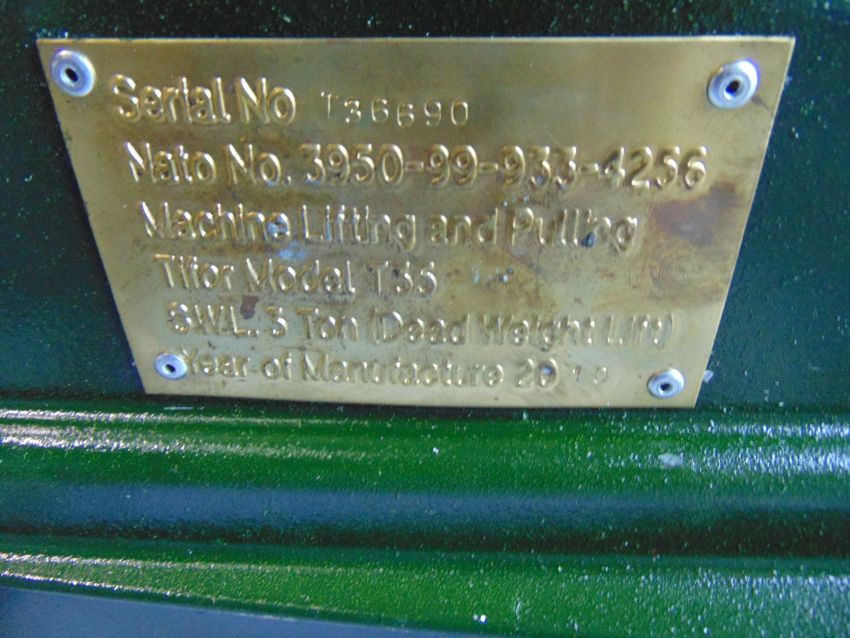 Serial No T36690
Nato No. 3950-99-933-4256
Machine Lifting and Pulling
Tifor Model T35
S.W.L. 3 Ton (Dead Weight Lift)
Year of Manufacture 2010